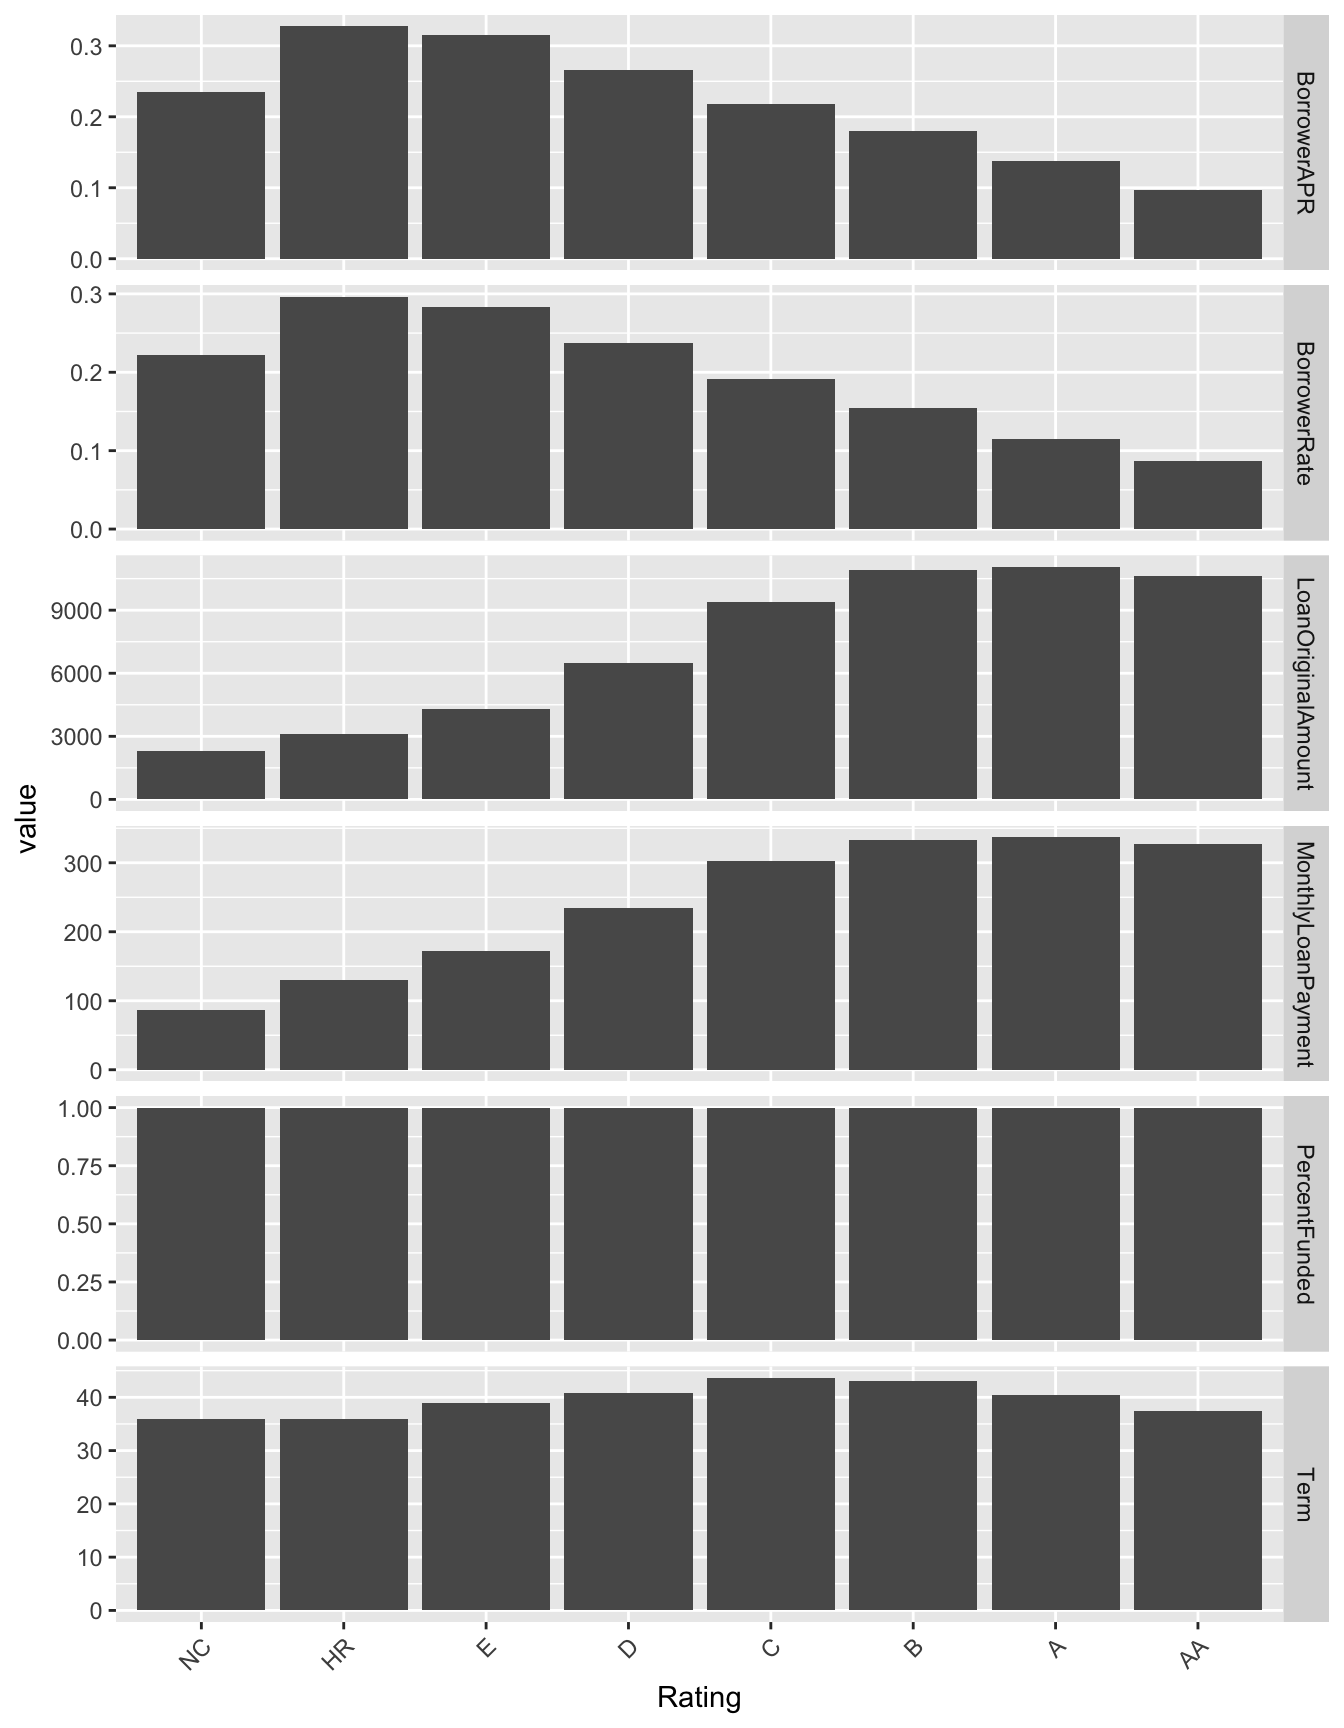 0.3
0.2
0.1
0.0
BorrowerAPR
0.3
0.2
0.1
0.0
BorrowerRate
9000
6000
3000
0
LoanOriginalAmount
300
200
100
0
MonthlyLoanPayment
1.00
0.75
0.50
0.25
0.00
PercentFunded
40
30
20
10
0
Term
value
NC HR E D C B A AA
Rating